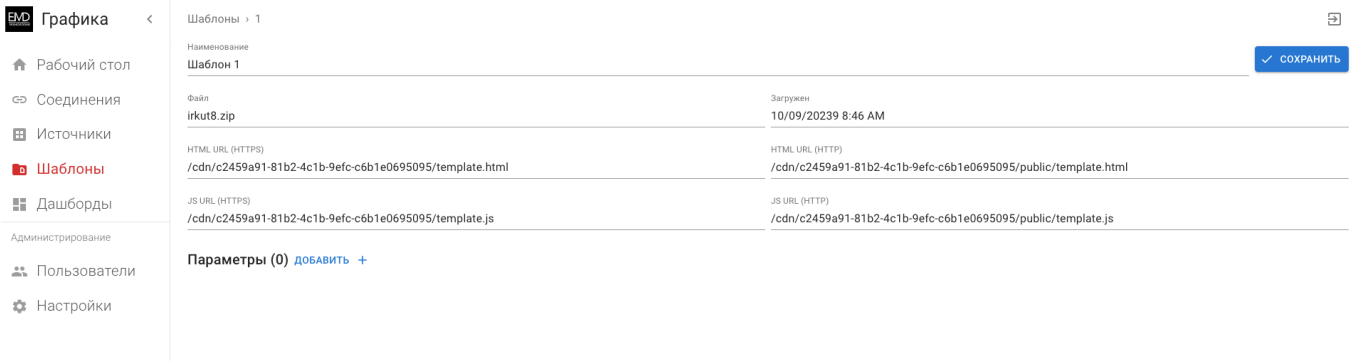 EMD Графика
Шаблоны › 1
Наименование
Шаблон 1
СОХРАНИТЬ
Файл
irkut8.zip
Загружен
10/09/20239 8:46 AM
HTML URL (HTTPS)
/cdn/c2459a91-81b2-4c1b-9efc-c6b1e0695095/template.html
HTML URL (HTTP)
/cdn/c2459a91-81b2-4c1b-9efc-c6b1e0695095/public/template.html
JS URL (HTTPS)
/cdn/c2459a91-81b2-4c1b-9efc-c6b1e0695095/template.js
JS URL (HTTP)
/cdn/c2459a91-81b2-4c1b-9efc-c6b1e0695095/public/template.js
Параметры (0) ДОБАВИТЬ +
Рабочий стол
Соединения
Источники
Шаблоны
Дашборды
Администрирование
Пользователи
Настройки